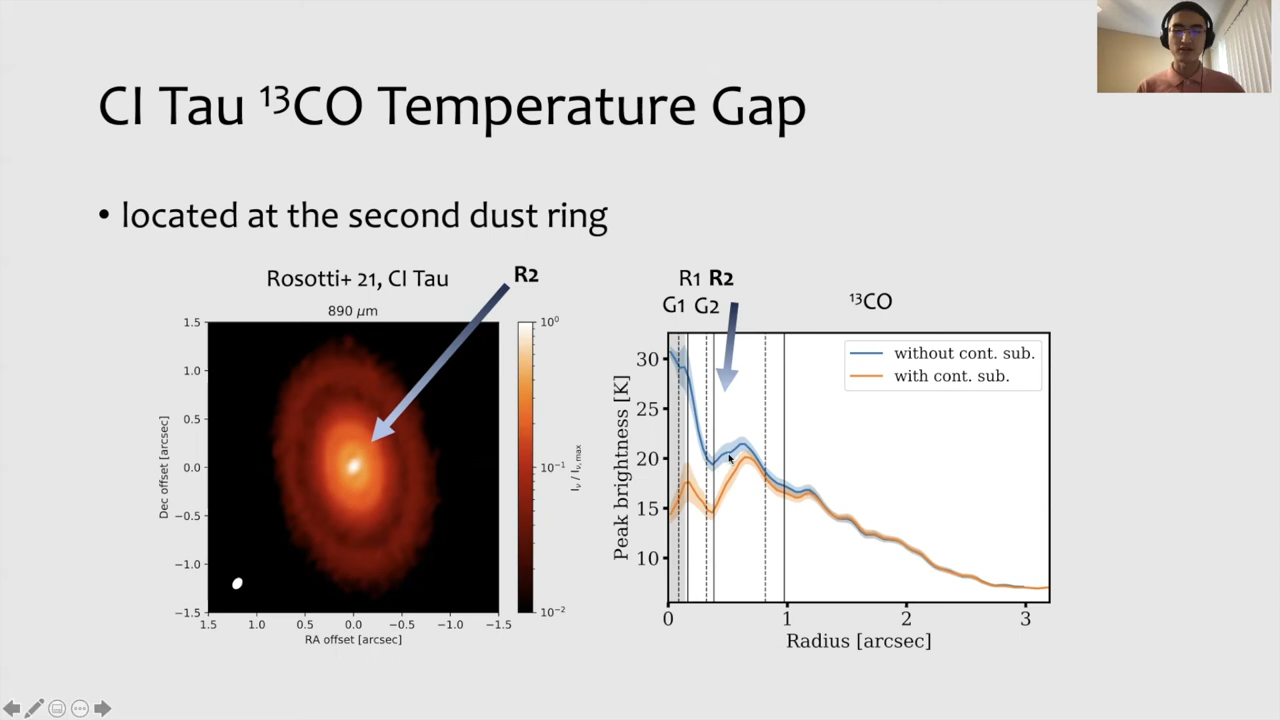 CI Tau ¹³CO Temperature Gap
• located at the second dust ring
Rosotti+ 21, CI Tau
R2
890 μm
1.5
1.0
0.5
0.0
−0.5
−1.0
−1.5
Dec offset [arcsec]
1.5 1.0 0.5 0.0 −0.5 −1.0 −1.5
RA offset [arcsec]
10⁰
10⁻¹
10⁻²
Iν / Iν,max
R1 R2
G1 G2
¹³CO
without cont. sub.
with cont. sub.
30
25
20
15
10
Peak brightness [K]
0 1 2 3
Radius [arcsec]